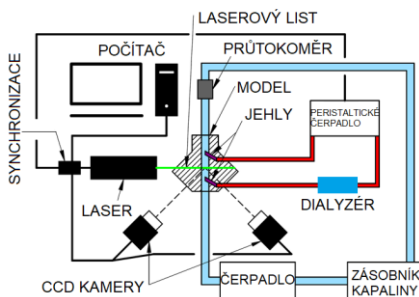 LASEROVÝ LIST
POČÍTAČ
PRŮTOKOMĚR
MODEL
JEHLY
PERISTALTICKÉ
ČERPADLO
SYNCHRONIZACE
LASER
DIALYZÉR
CCD KAMERY
ČERPADLO
ZÁSOBNÍK
KAPALINY